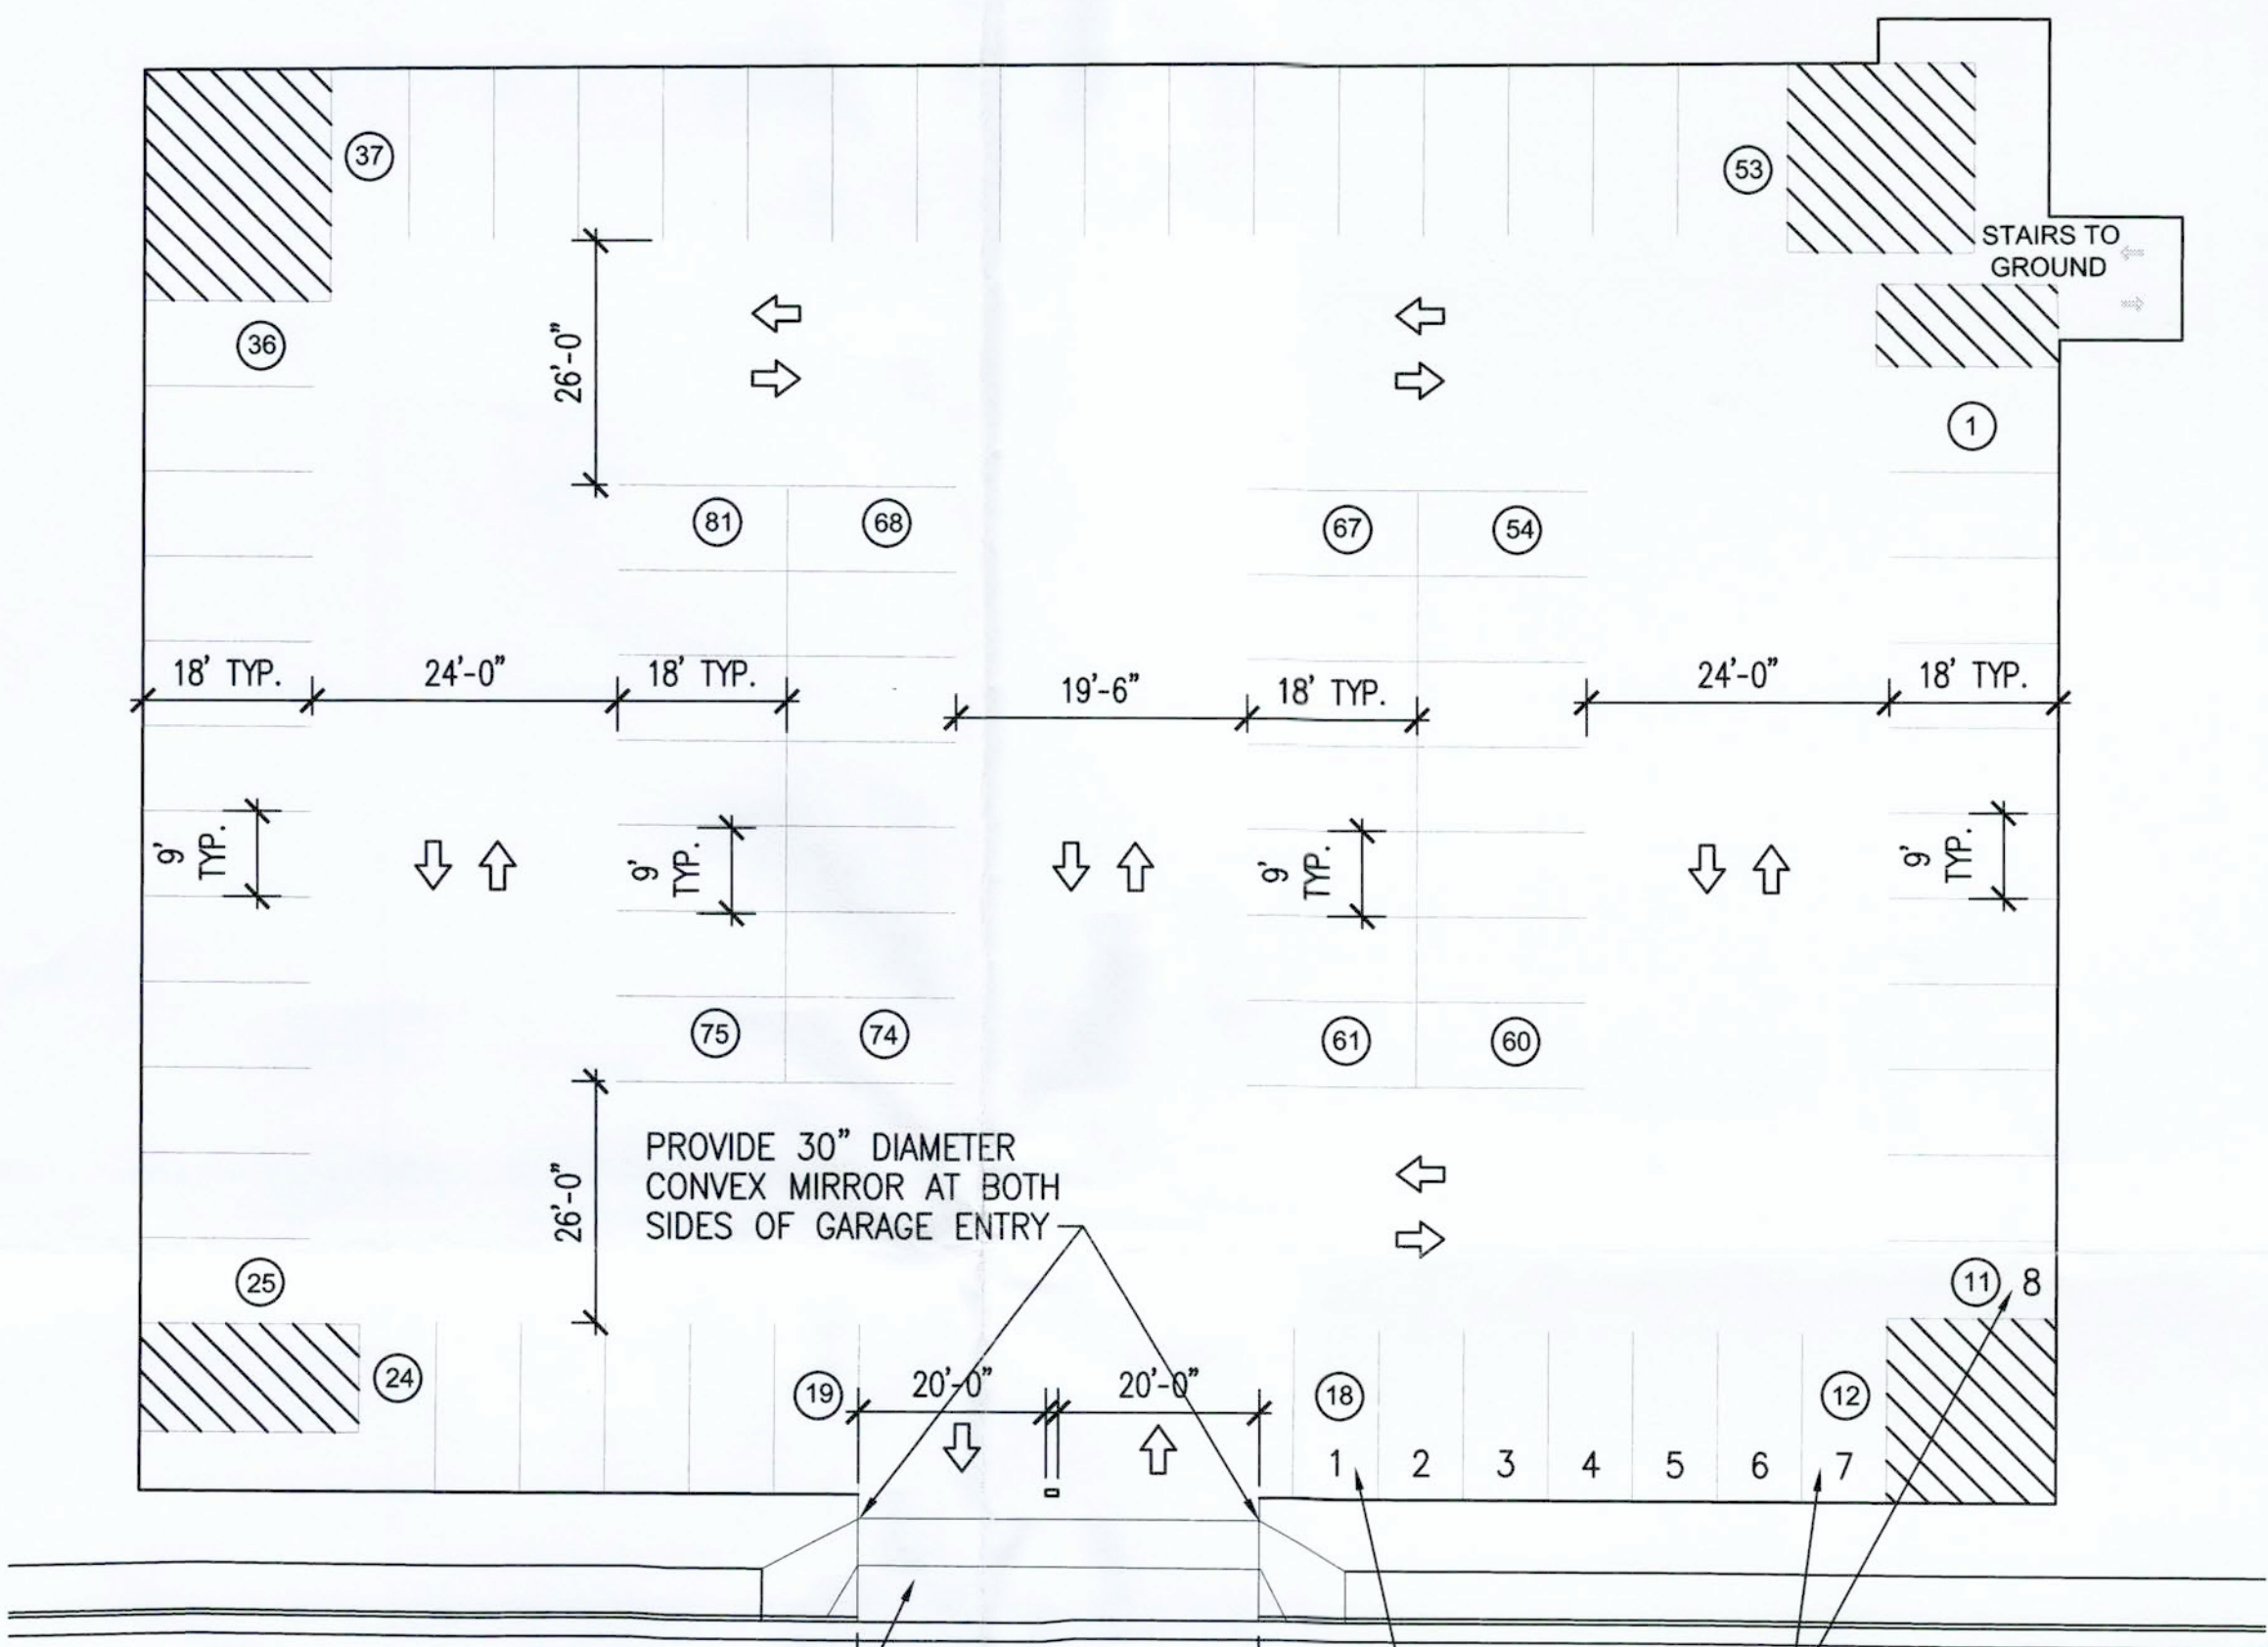 37
53
STAIRS TO
GROUND
36
26'-0"
1
81
68
67
54
18' TYP.
24'-0"
18' TYP.
19'-6"
18' TYP.
24'-0"
18' TYP.
9'
TYP.
9'
TYP.
9'
TYP.
9'
TYP.
75
74
61
60
PROVIDE 30" DIAMETER
CONVEX MIRROR AT BOTH
SIDES OF GARAGE ENTRY
26'-0"
25
11 8
24
19
20'-0"
20'-0"
18
12
1 2 3 4 5 6 7